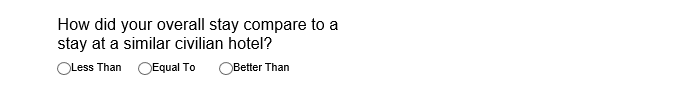 How did your overall stay compare to a
stay at a similar civilian hotel?
Less Than Equal To Better Than